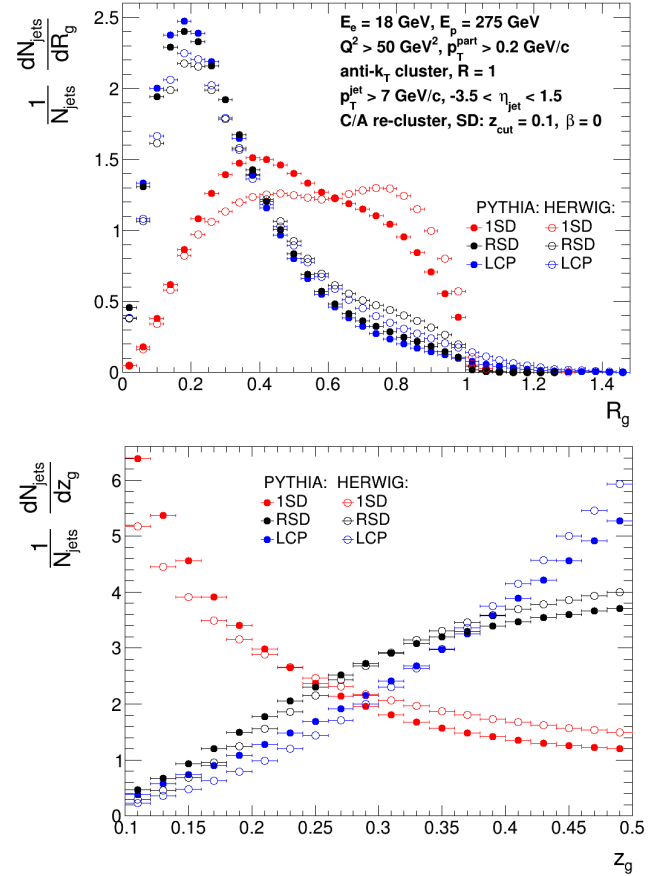 1/N_jets dN_jets/dR_g
E_e = 18 GeV, E_p = 275 GeV
Q² > 50 GeV², p_T^part > 0.2 GeV/c
anti-k_T cluster, R = 1
p_T^jet > 7 GeV/c, -3.5 < η_jet < 1.5
C/A re-cluster, SD: z_cut = 0.1, β = 0
PYTHIA: HERWIG:
1SD 1SD
RSD RSD
LCP LCP
2.5
2
1.5
1
0.5
0
0 0.2 0.4 0.6 0.8 1 1.2 1.4
R_g
1/N_jets dN_jets/dz_g
PYTHIA: HERWIG:
1SD 1SD
RSD RSD
LCP LCP
6
5
4
3
2
1
0
0.1 0.15 0.2 0.25 0.3 0.35 0.4 0.45 0.5
z_g